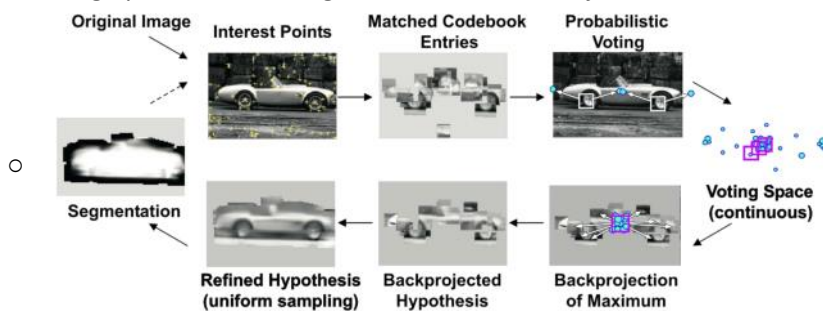 Original Image
Interest Points
Matched Codebook
Entries
Probabilistic
Voting
Voting Space
(continuous)
Segmentation
Refined Hypothesis
(uniform sampling)
Backprojected
Hypothesis
Backprojection
of Maximum